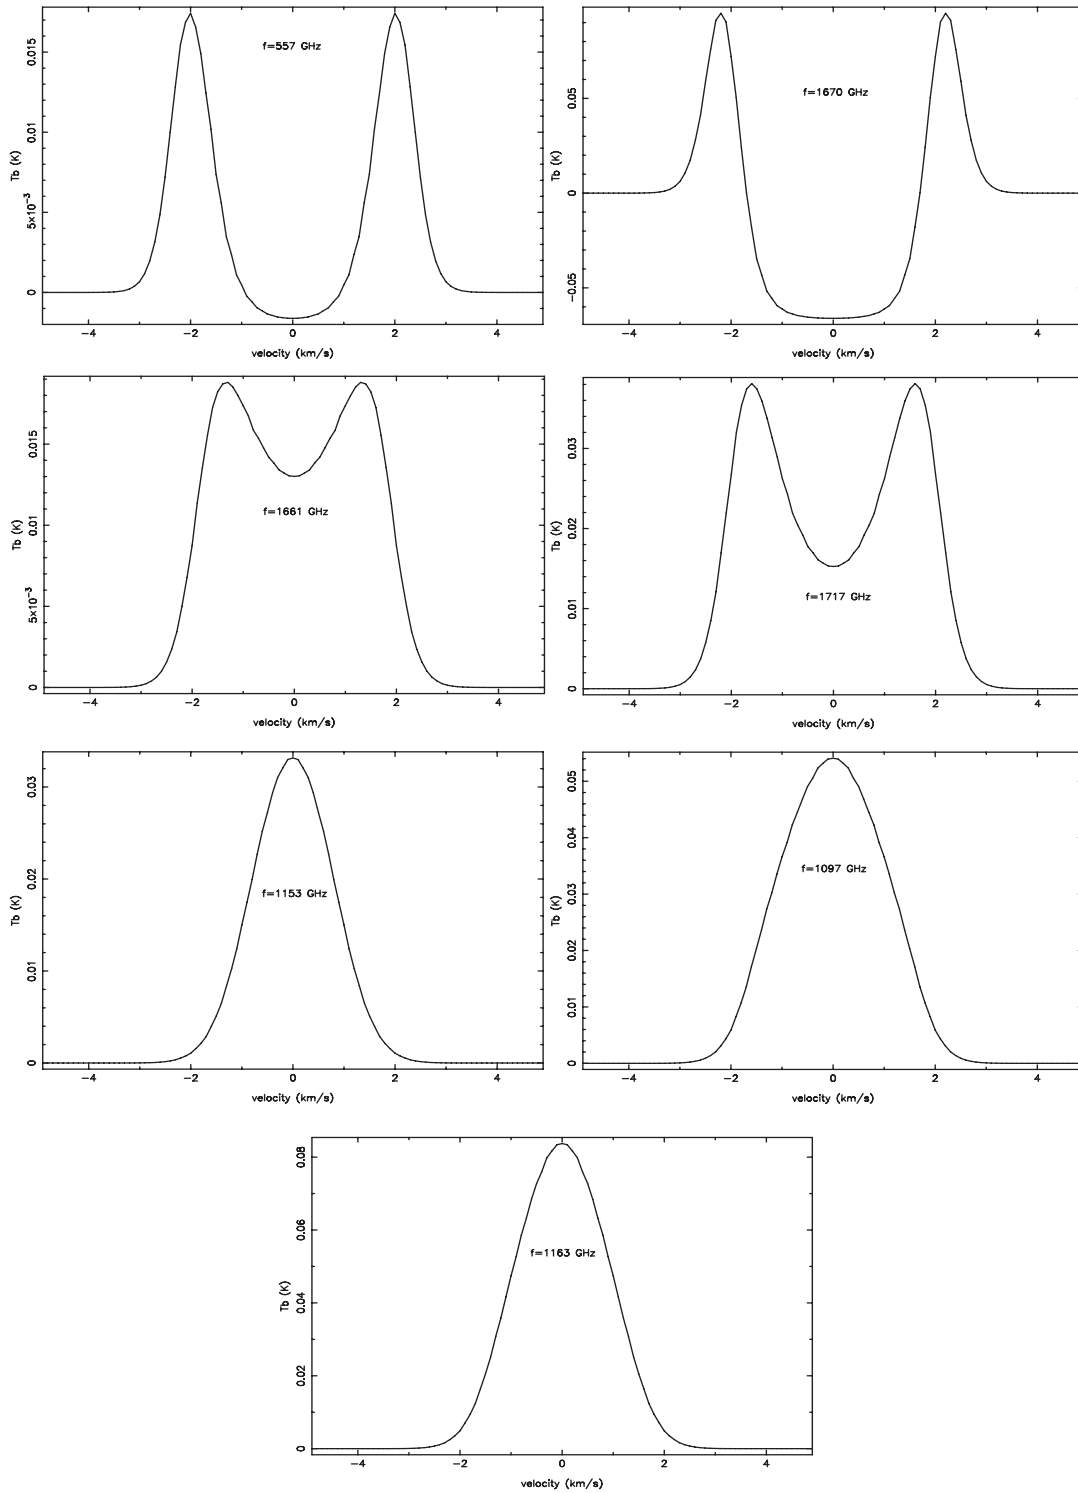 f=557 GHz
Tb (K)
0 5×10⁻³ 0.01 0.015
−4 −2 0 2 4
velocity (km/s)
f=1670 GHz
Tb (K)
−0.05 0 0.05
−4 −2 0 2 4
velocity (km/s)
f=1661 GHz
Tb (K)
0 5×10⁻³ 0.01 0.015
−4 −2 0 2 4
velocity (km/s)
f=1717 GHz
Tb (K)
0 0.01 0.02 0.03
−4 −2 0 2 4
velocity (km/s)
f=1153 GHz
Tb (K)
0 0.01 0.02 0.03
−4 −2 0 2 4
velocity (km/s)
f=1097 GHz
Tb (K)
0 0.01 0.02 0.03 0.04 0.05
−4 −2 0 2 4
velocity (km/s)
f=1163 GHz
Tb (K)
0 0.02 0.04 0.06 0.08
−4 −2 0 2 4
velocity (km/s)